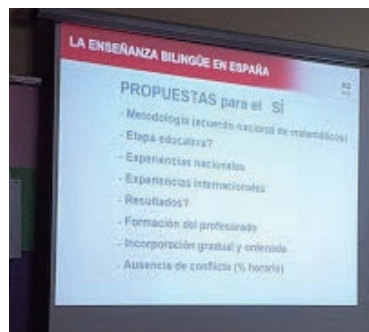 LA ENSEÑANZA BILINGÜE EN ESPAÑA
PROPUESTAS para el SÍ
- Metodología (acuerdo nacional de matemáticos)
- Etapa educativa?
- Experiencias nacionales
- Experiencias internacionales
- Resultados?
- Formación del profesorado
- Incorporación gradual y ordenada
- Ausencia de conflicto (% horario)